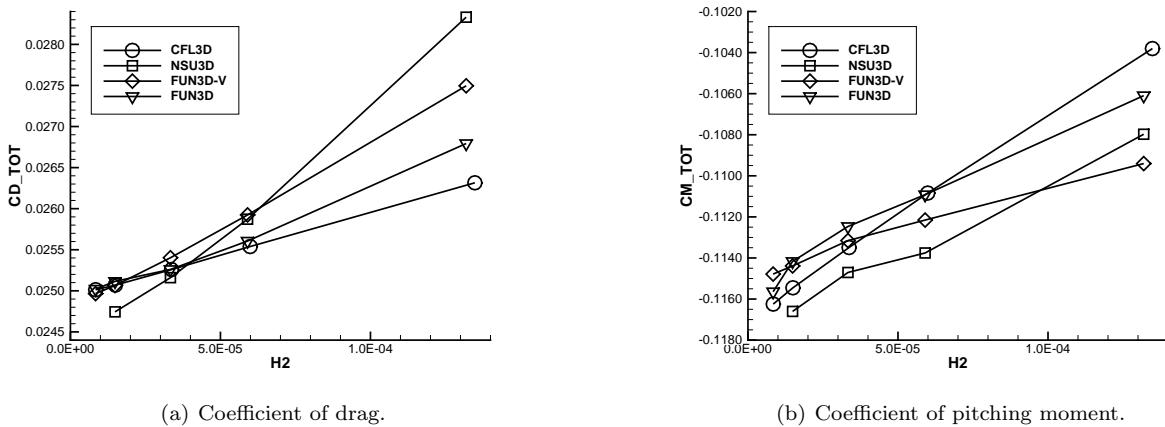 CD_TOT
0.0280
0.0275
0.0270
0.0265
0.0260
0.0255
0.0250
0.0245
0.0E+00
5.0E-05
1.0E-04
H2
CFL3D
NSU3D
FUN3D-V
FUN3D
(a) Coefficient of drag.
CM_TOT
-0.1020
-0.1040
-0.1060
-0.1080
-0.1100
-0.1120
-0.1140
-0.1160
-0.1180
0.0E+00
5.0E-05
1.0E-04
H2
CFL3D
NSU3D
FUN3D-V
FUN3D
(b) Coefficient of pitching moment.